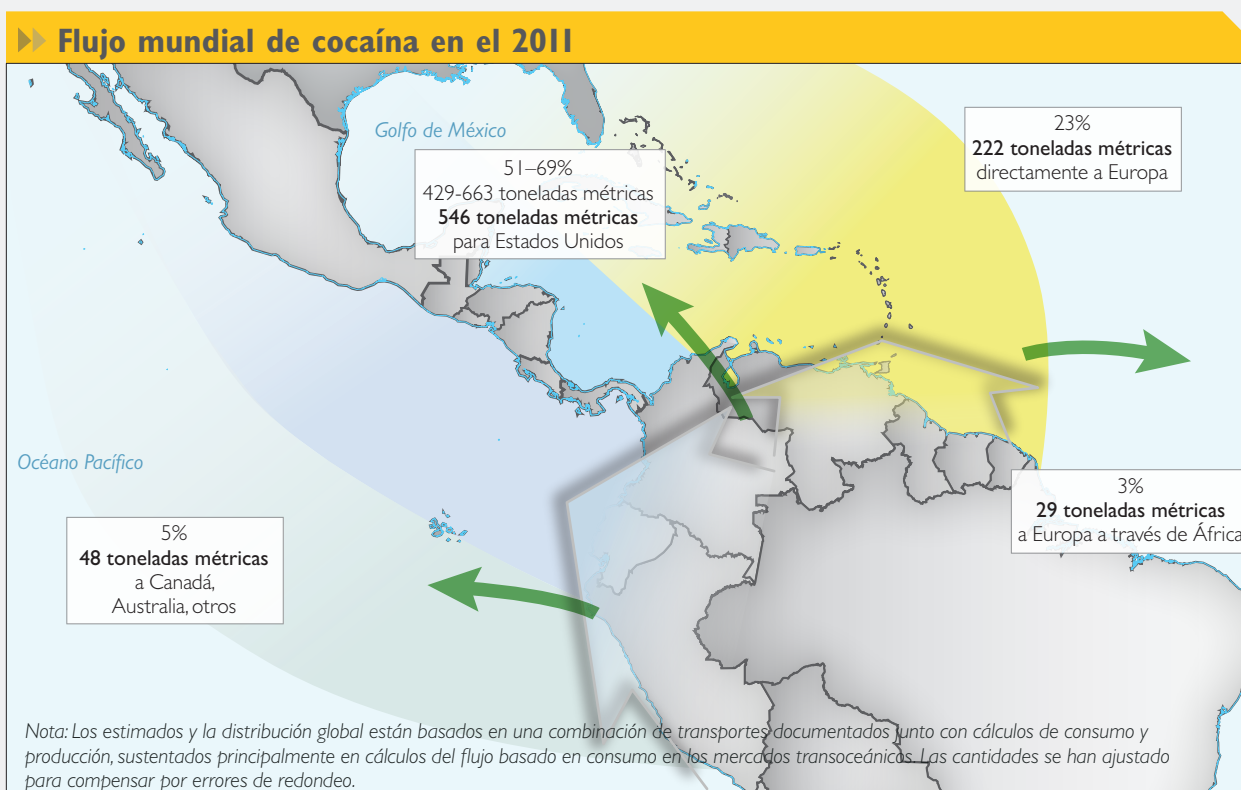 Flujo mundial de cocaína en el 2011
Golfo de México
51–69%
429-663 toneladas métricas
546 toneladas métricas
para Estados Unidos
23%
222 toneladas métricas
directamente a Europa
Océano Pacífico
5%
48 toneladas métricas
a Canadá,
Australia, otros
3%
29 toneladas métricas
a Europa a través de África
Nota: Los estimados y la distribución global están basados en una combinación de transportes documentados junto con cálculos de consumo y
producción, sustentados principalmente en cálculos del flujo basado en consumo en los mercados transoceánicos. Las cantidades se han ajustado
para compensar por errores de redondeo.